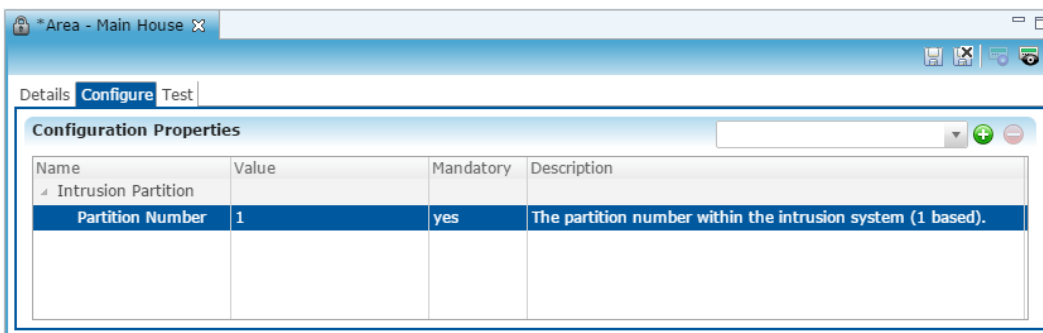 *Area - Main House
Details Configure Test
Configuration Properties
Name Value Mandatory Description
Intrusion Partition
Partition Number 1 yes The partition number within the intrusion system (1 based).